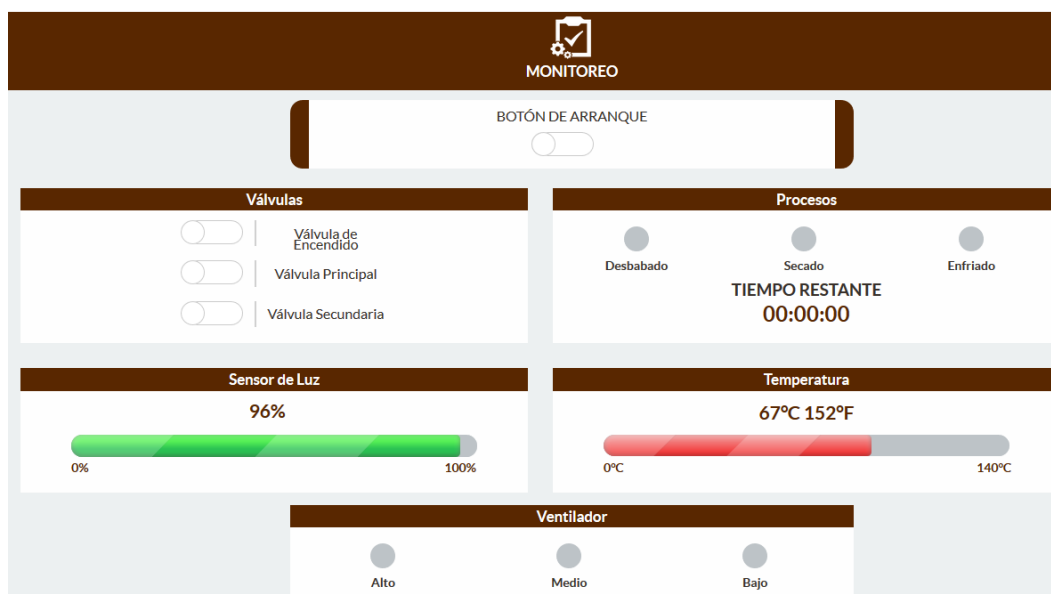 MONITOREO
BOTÓN DE ARRANQUE
Válvulas
Válvula de
Encendido
Válvula Principal
Válvula Secundaria
Procesos
Desbabado
Secado
Enfriado
TIEMPO RESTANTE
00:00:00
Sensor de Luz
96%
0%
100%
Temperatura
67ºC 152ºF
0ºC
140ºC
Ventilador
Alto
Medio
Bajo